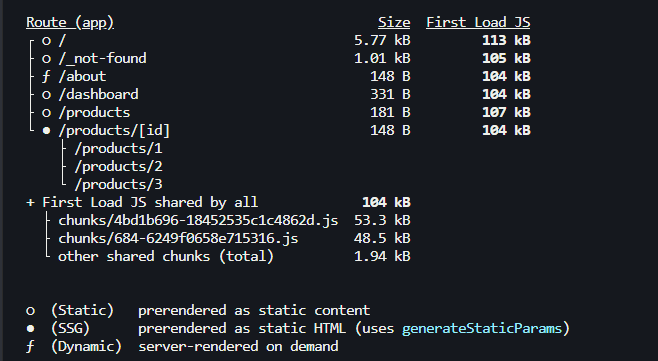 Route (app) Size First Load JS
┌ ○ / 5.77 kB 113 kB
├ ○ /_not-found 1.01 kB 105 kB
├ ƒ /about 148 B 104 kB
├ ○ /dashboard 331 B 104 kB
├ ○ /products 181 B 107 kB
└ ● /products/[id] 148 B 104 kB
├ /products/1
├ /products/2
└ /products/3
+ First Load JS shared by all 104 kB
├ chunks/4bd1b696-18452535c1c4862d.js 53.3 kB
├ chunks/684-6249f0658e715316.js 48.5 kB
└ other shared chunks (total) 1.94 kB
○ (Static) prerendered as static content
● (SSG) prerendered as static HTML (uses generateStaticParams)
ƒ (Dynamic) server-rendered on demand